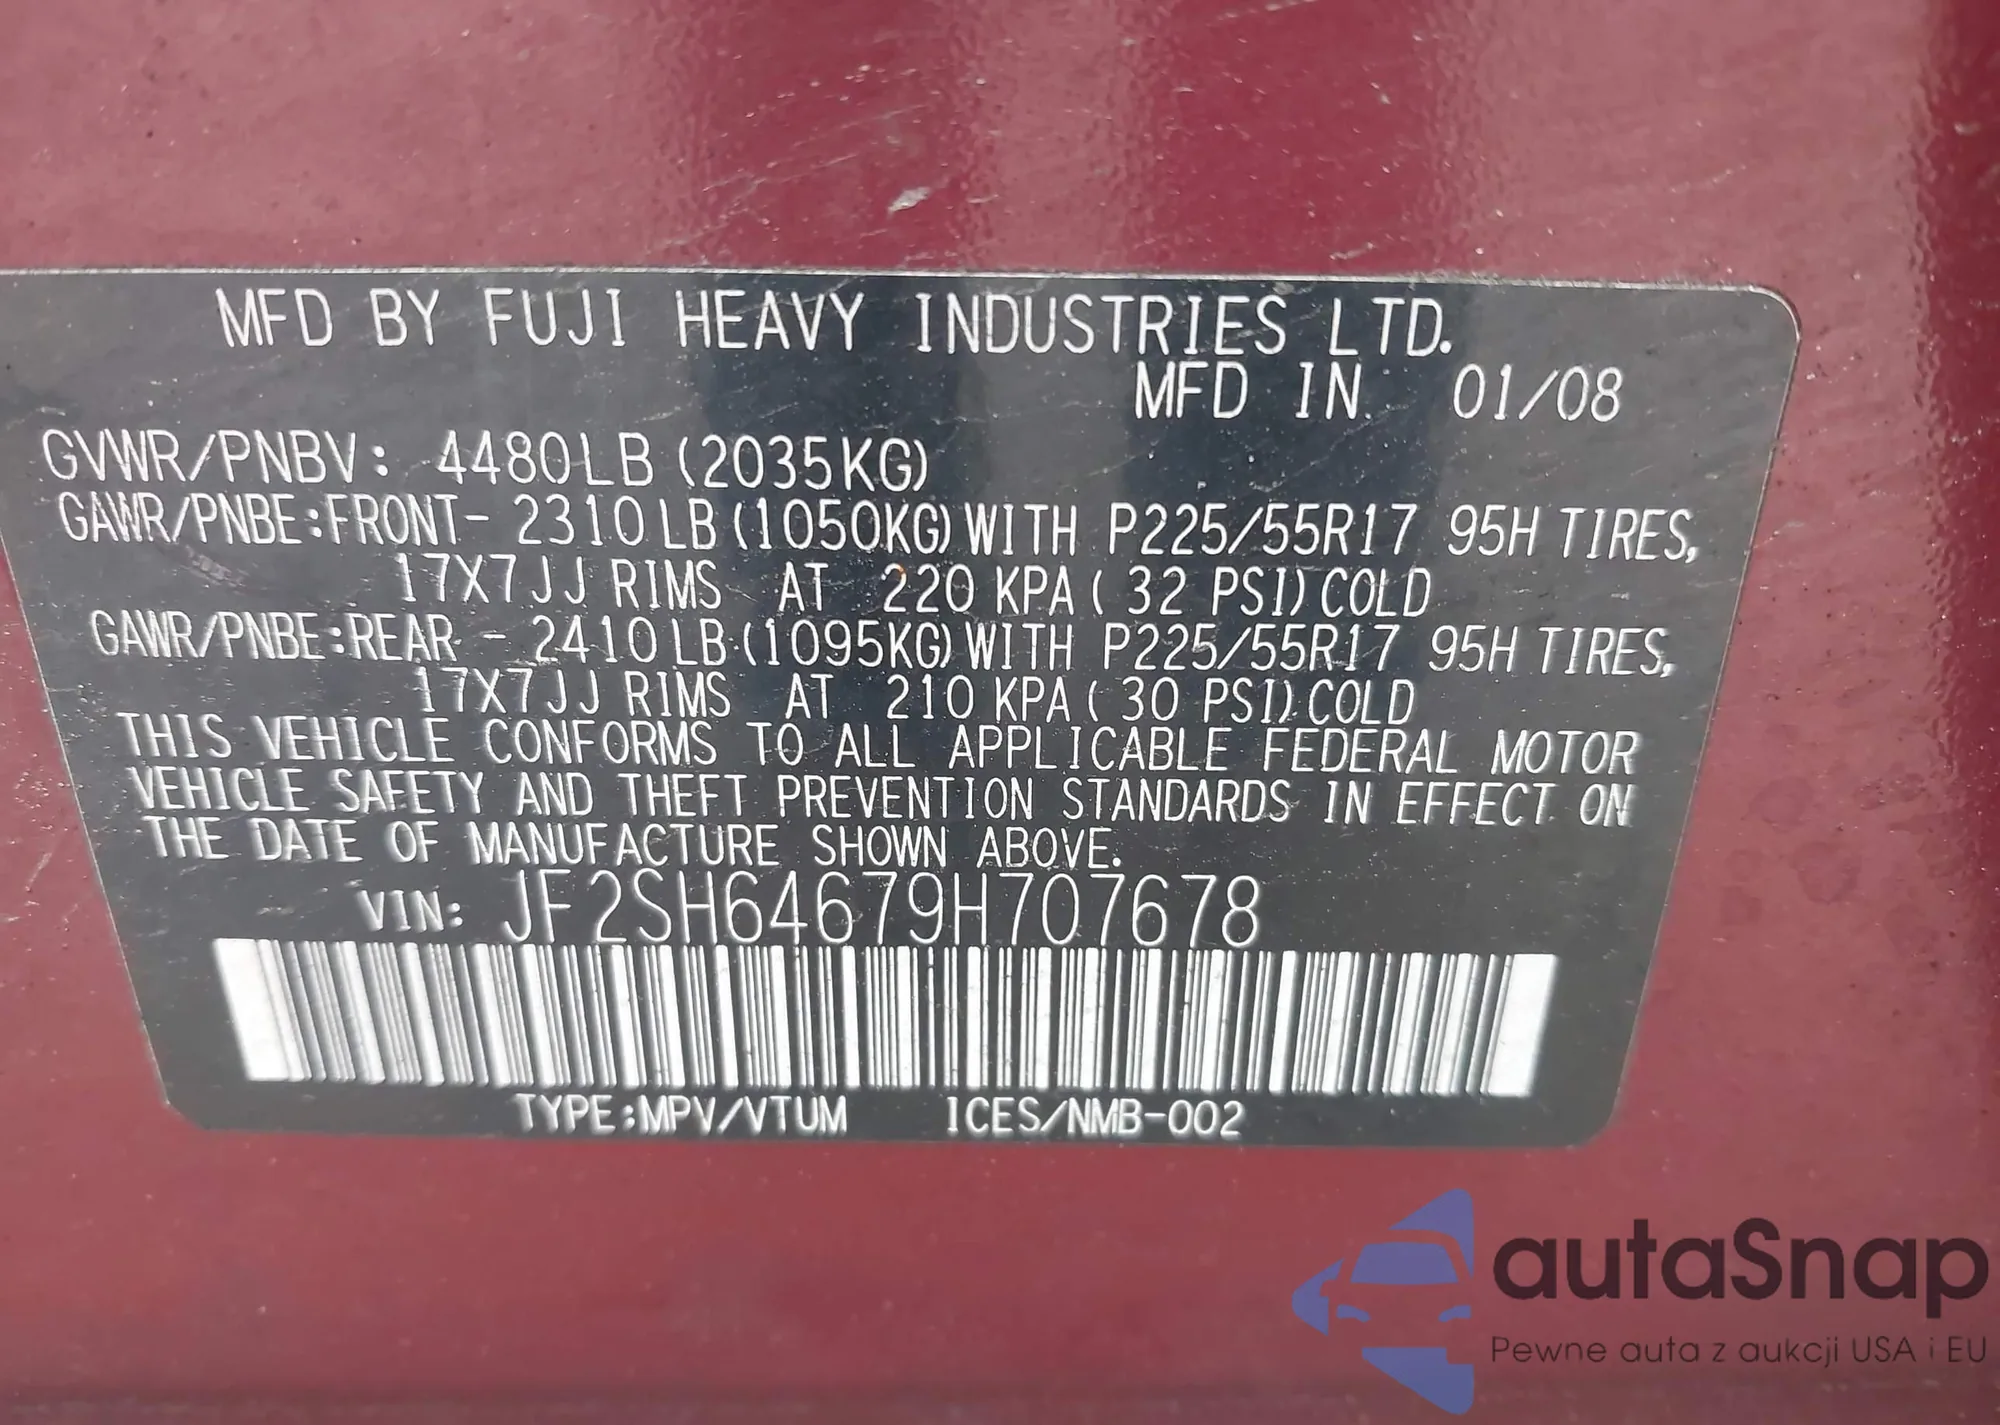 MFD BY FUJI HEAVY INDUSTRIES LTD.
MFD IN 01/08
GVWR/PNBV: 4480LB (2035KG)
GAWR/PNBE:FRONT- 2310LB(1050KG)WITH P225/55R17 95H TIRES,
17X7JJ RIMS AT 220 KPA( 32 PSI)COLD
GAWR/PNBE:REAR - 2410LB(1095KG)WITH P225/55R17 95H TIRES,
17X7JJ RIMS AT 210 KPA( 30 PSI)COLD
THIS VEHICLE CONFORMS TO ALL APPLICABLE FEDERAL MOTOR
VEHICLE SAFETY AND THEFT PREVENTION STANDARDS IN EFFECT ON
THE DATE OF MANUFACTURE SHOWN ABOVE.
VIN: JF2SH64679H707678
TYPE:MPV/VTUM ICES/NMB-002
autaSnap
Pewne auta z aukcji USA i EU